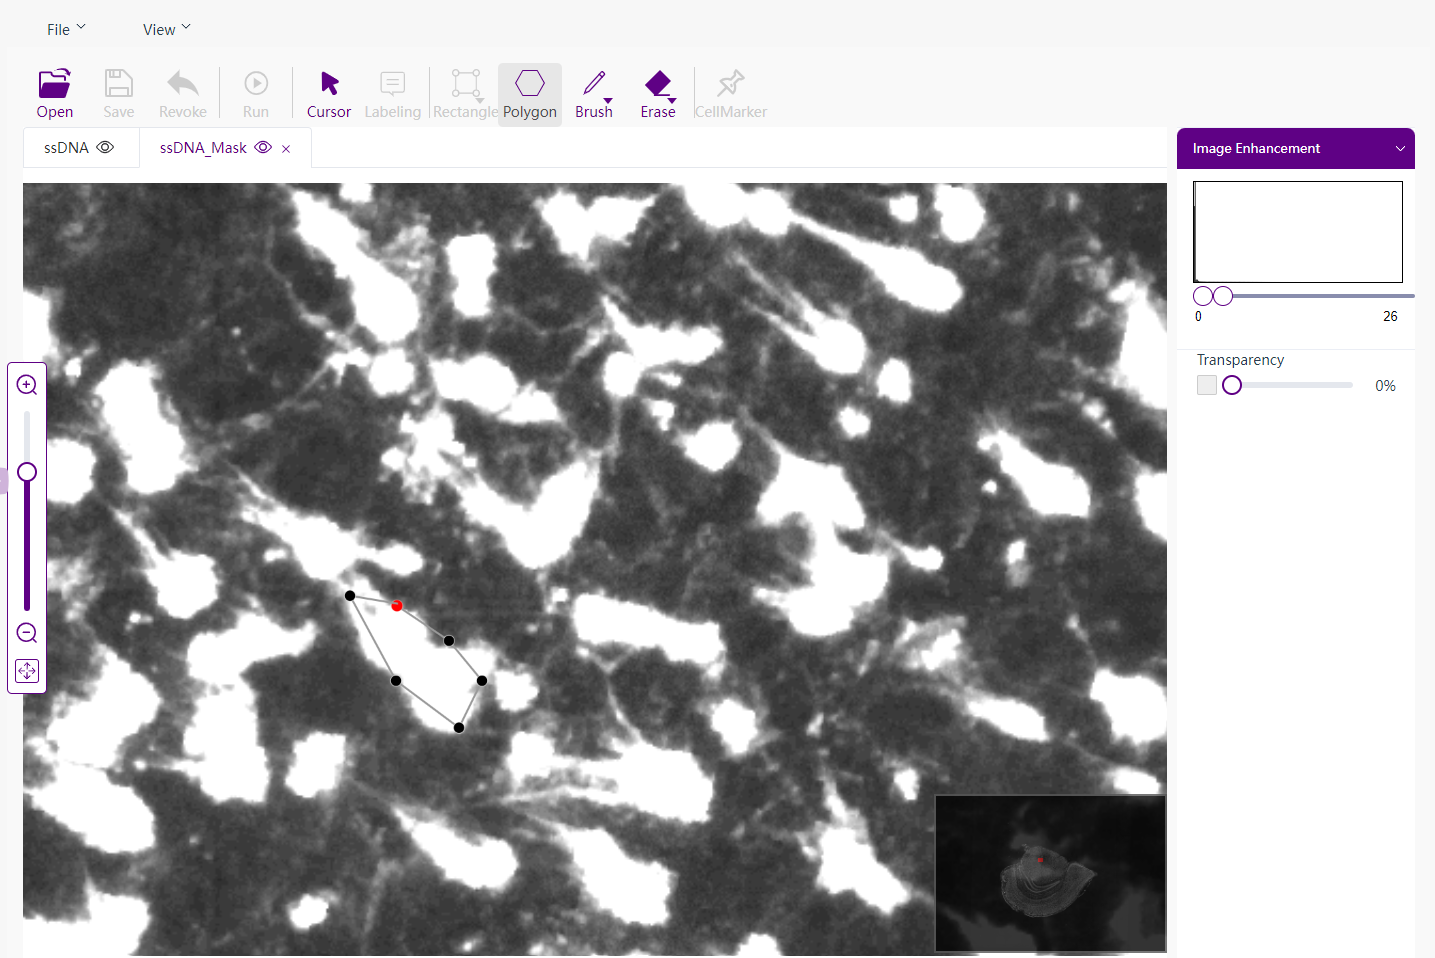 File View
Open Save Revoke Run Cursor Labeling Rectangle Polygon Brush Erase CellMarker
ssDNA ssDNA_Mask ×
Image Enhancement
0 26
Transparency
0%